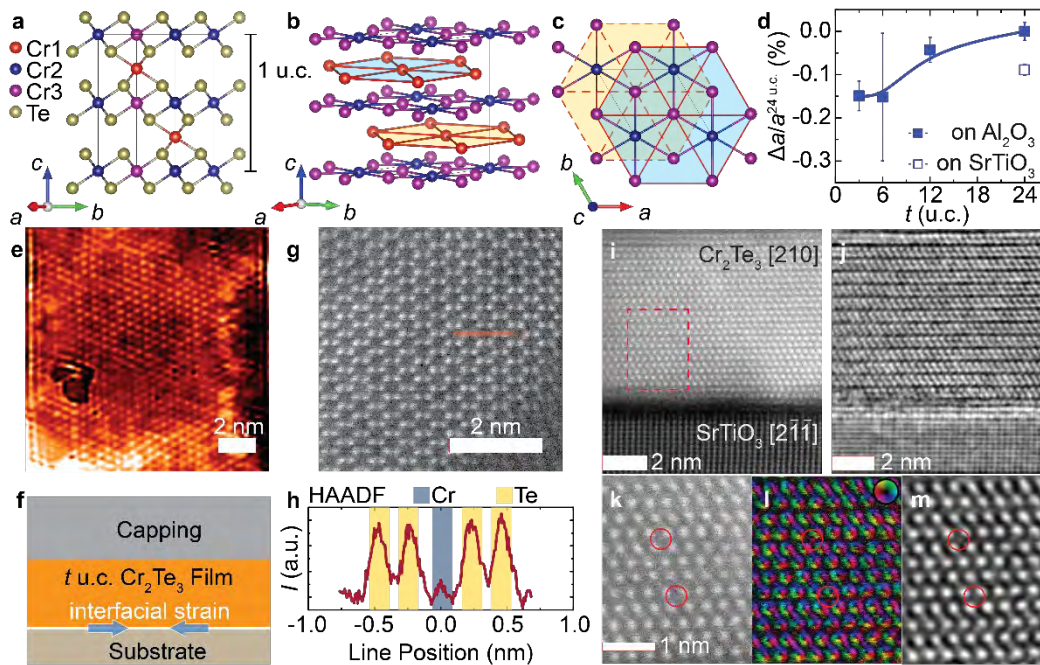 a
Cr1
Cr2
Cr3
Te
1 u.c.
c
a
b
b
c
a
b
c
b
c
a
d
Δa/a²⁴ ᵘ·ᶜ· (%)
0.0
-0.1
-0.2
-0.3
on Al₂O₃
on SrTiO₃
0
6
12
18
24
t (u.c.)
e
2 nm
f
Capping
t u.c. Cr₂Te₃ Film
interfacial strain
Substrate
g
2 nm
h
HAADF
Cr
Te
I (a.u.)
-1.0
-0.5
0.0
0.5
1.0
Line Position (nm)
i
Cr₂Te₃ [210]
SrTiO₃ [211]
2 nm
j
2 nm
k
1 nm
l
m